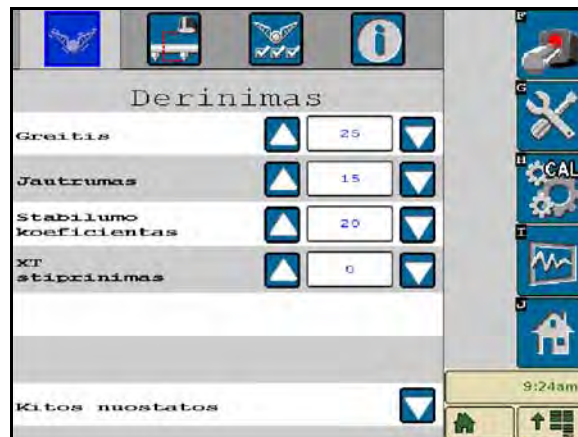 F
Derinimas
G
Greitis
25
H
CAL
Jautrumas
15
Stabilumo
koeficientas
20
I
XT
stiprinimas
0
J
9:24am
Kitos nuostatos